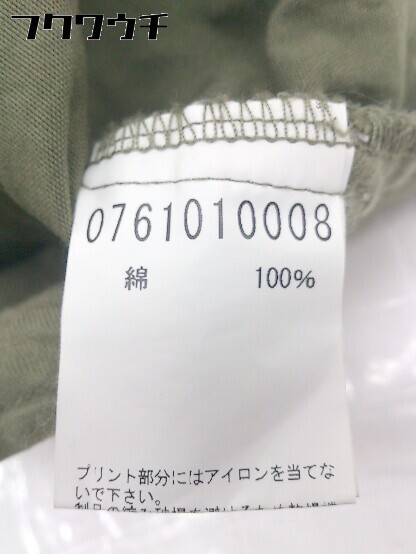 フクワウチ
0761010008
綿 100%
プリント部分にはアイロンを当てな
いで下さい。